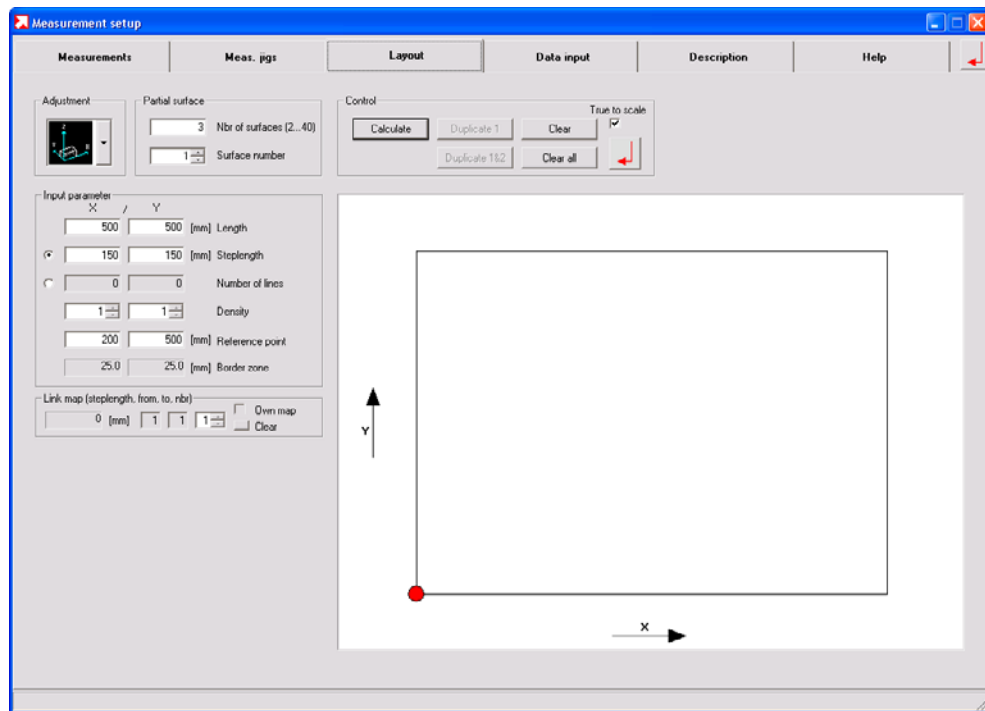 Measurement setup
Measurements Meas. jigs Layout Data input Description Help
Adjustment Partial surface Control
True to scale
3 Nbr of surfaces (2...40) Calculate Duplicate 1 Clear
1 Surface number Duplicate 1&2 Clear all
Input parameter
X / Y
500 500 [mm] Length
150 150 [mm] Steplength
0 0 Number of lines
1 1 Density
200 500 [mm] Reference point
25.0 25.0 [mm] Border zone
Link map (steplength, from, to, nbr)
0 [mm] 1 1 1 Own map
Clear
Y
X